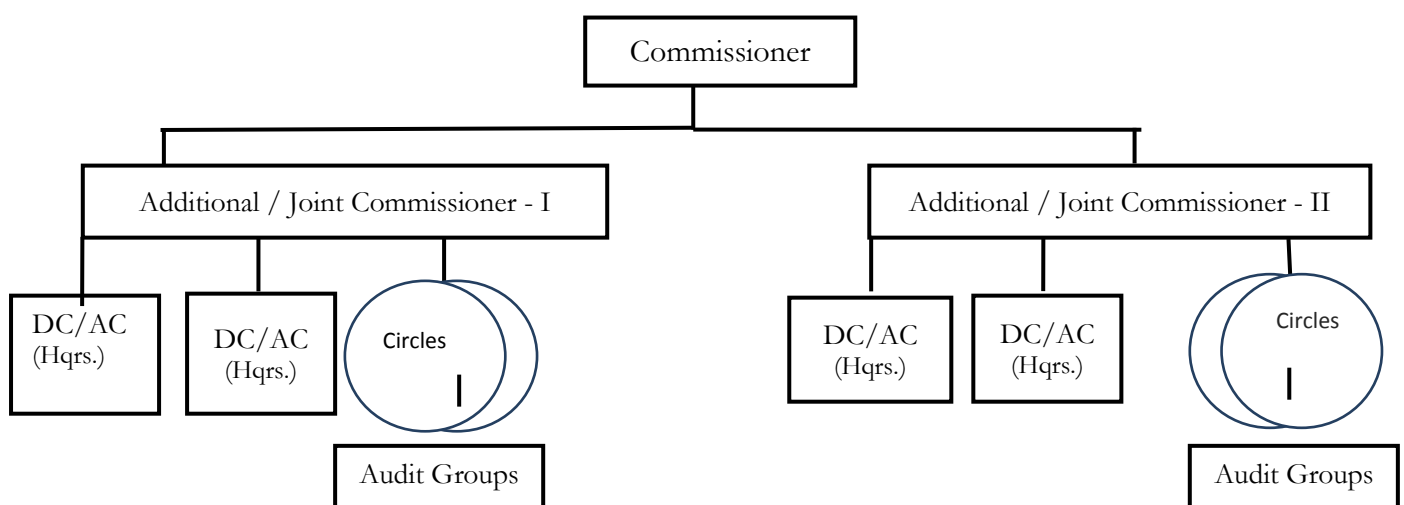 Commissioner
Additional / Joint Commissioner - I
Additional / Joint Commissioner - II
DC/AC
(Hqrs.)
DC/AC
(Hqrs.)
Circles
DC/AC
(Hqrs.)
DC/AC
(Hqrs.)
Circles
Audit Groups
Audit Groups